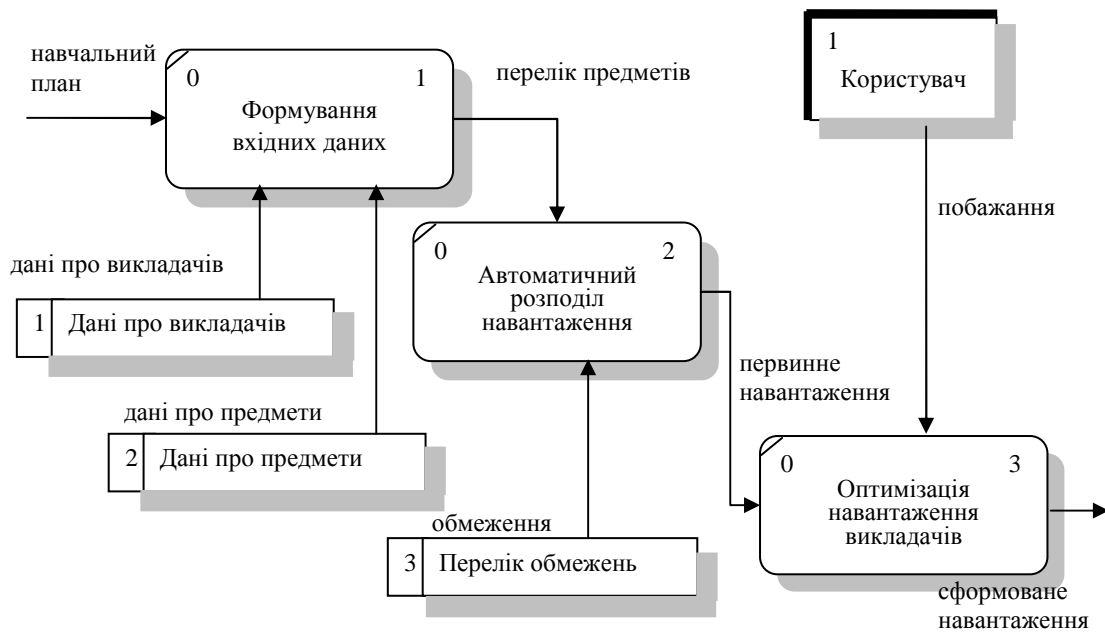 навчальний
план
0 1
Формування
вхідних даних
перелік предметів
1
Користувач
побажання
0 2
Автоматичний
розподіл
навантаження
дані про викладачів
1 Дані про викладачів
первинне
навантаження
дані про предмети
2 Дані про предмети
0 3
Оптимізація
навантаження
викладачів
обмеження
3 Перелік обмежень
сформоване
навантаження